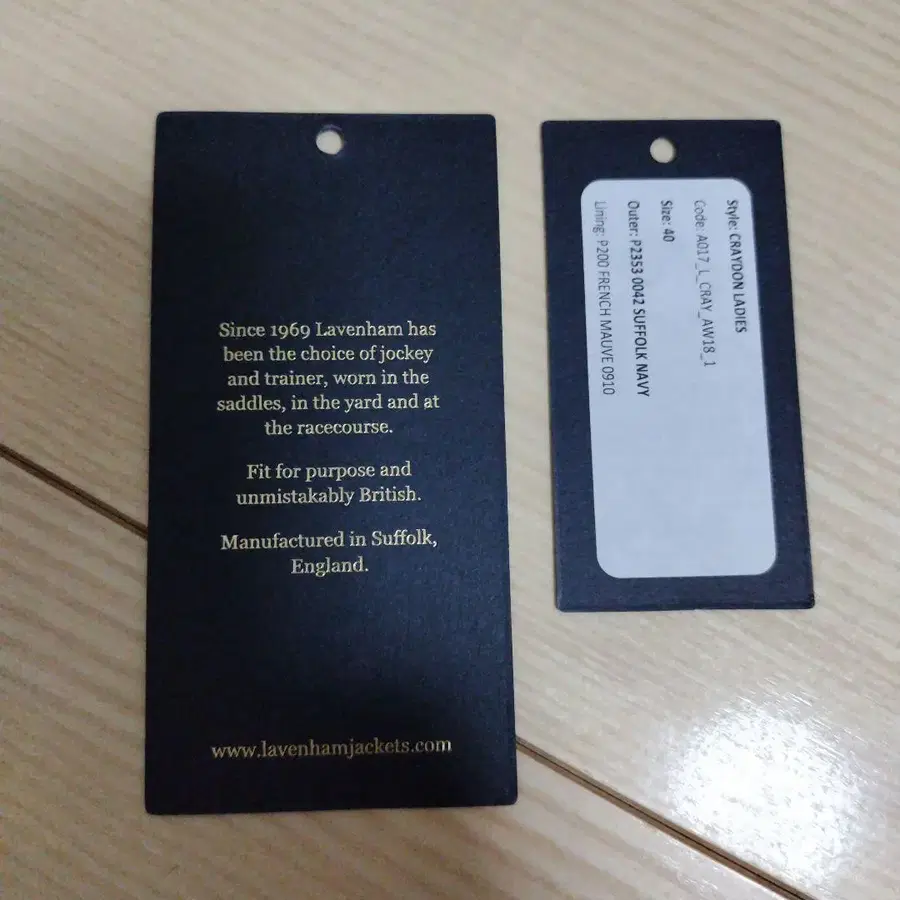 Since 1969 Lavenham has
been the choice of jockey
and trainer, worn in the
saddles, in the yard and at
the racecourse.
Fit for purpose and
unmistakably British.
Manufactured in Suffolk,
England.
www.lavenhamjackets.com
Style: CRAYDON LADIES
Code: A017_L_CRAY_AW18_1
Size: 40
Outer: P2353 0042 SUFFOLK NAVY
Lining: P200 FRENCH MAUVE 0910